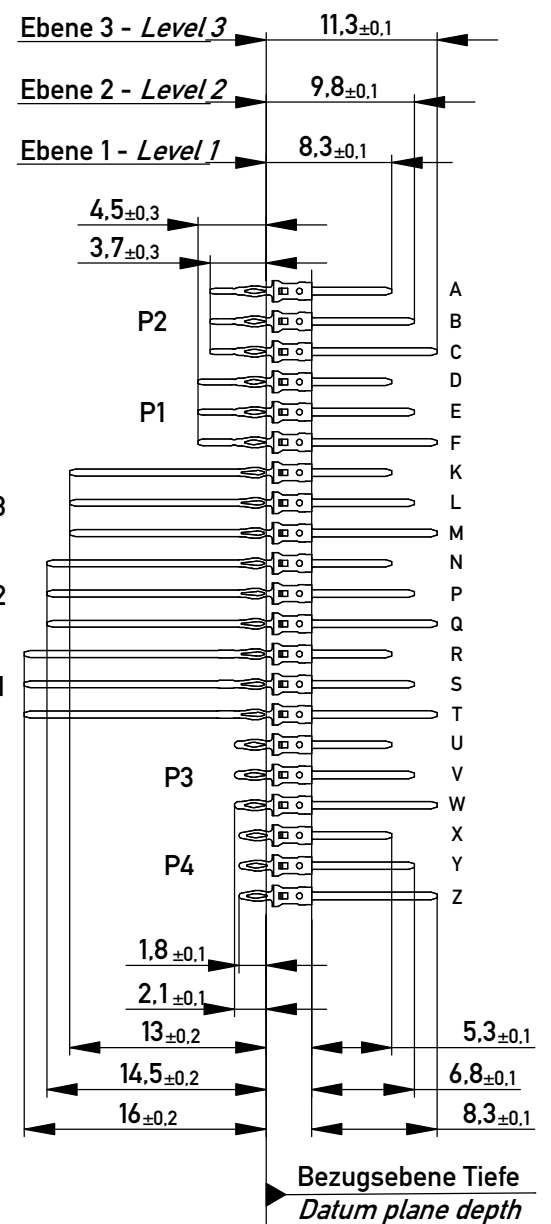 Ebene 3 - Level 3
11,3±0,1
Ebene 2 - Level 2
9,8±0,1
Ebene 1 - Level 1
8,3±0,1
4,5±0,3
3,7±0,3
A
P2
B
C
D
P1
E
F
K
3
L
M
N
2
P
Q
R
1
S
T
U
P3
V
W
X
P4
Y
Z
1,8 ±0,1
2,1 ±0,1
13±0,2
5,3±0,1
14,5±0,2
6,8±0,1
16±0,2
8,3±0,1
Bezugsebene Tiefe
Datum plane depth